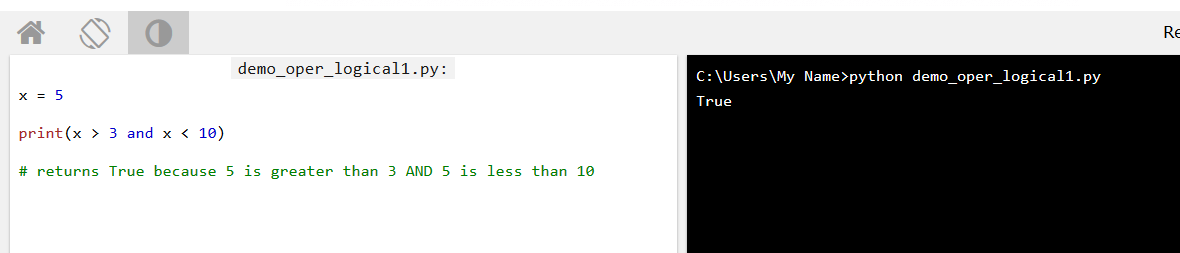 Re
demo_oper_logical1.py:
x = 5
print(x > 3 and x < 10)
# returns True because 5 is greater than 3 AND 5 is less than 10
C:\Users\My Name>python demo_oper_logical1.py
True